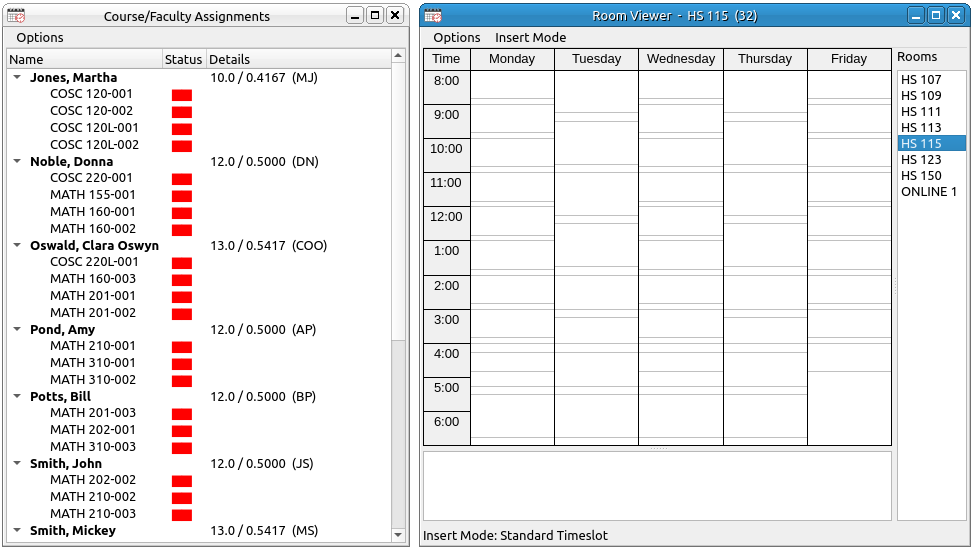 Course/Faculty Assignments
Options
Name Status Details
Jones, Martha 10.0 / 0.4167 (MJ)
COSC 120-001
COSC 120-002
COSC 120L-001
COSC 120L-002
Noble, Donna 12.0 / 0.5000 (DN)
COSC 220-001
MATH 155-001
MATH 160-001
MATH 160-002
Oswald, Clara Oswyn 13.0 / 0.5417 (COO)
COSC 220L-001
MATH 160-003
MATH 201-001
MATH 201-002
Pond, Amy 12.0 / 0.5000 (AP)
MATH 210-001
MATH 310-001
MATH 310-002
Potts, Bill 12.0 / 0.5000 (BP)
MATH 201-003
MATH 202-001
MATH 310-003
Smith, John 12.0 / 0.5000 (JS)
MATH 202-002
MATH 210-002
MATH 210-003
Smith, Mickey 13.0 / 0.5417 (MS)
Room Viewer - HS 115 (32)
Options Insert Mode
Time Monday Tuesday Wednesday Thursday Friday
8:00
9:00
10:00
11:00
12:00
1:00
2:00
3:00
4:00
5:00
6:00
Rooms
HS 107
HS 109
HS 111
HS 113
HS 115
HS 123
HS 150
ONLINE 1
Insert Mode: Standard Timeslot